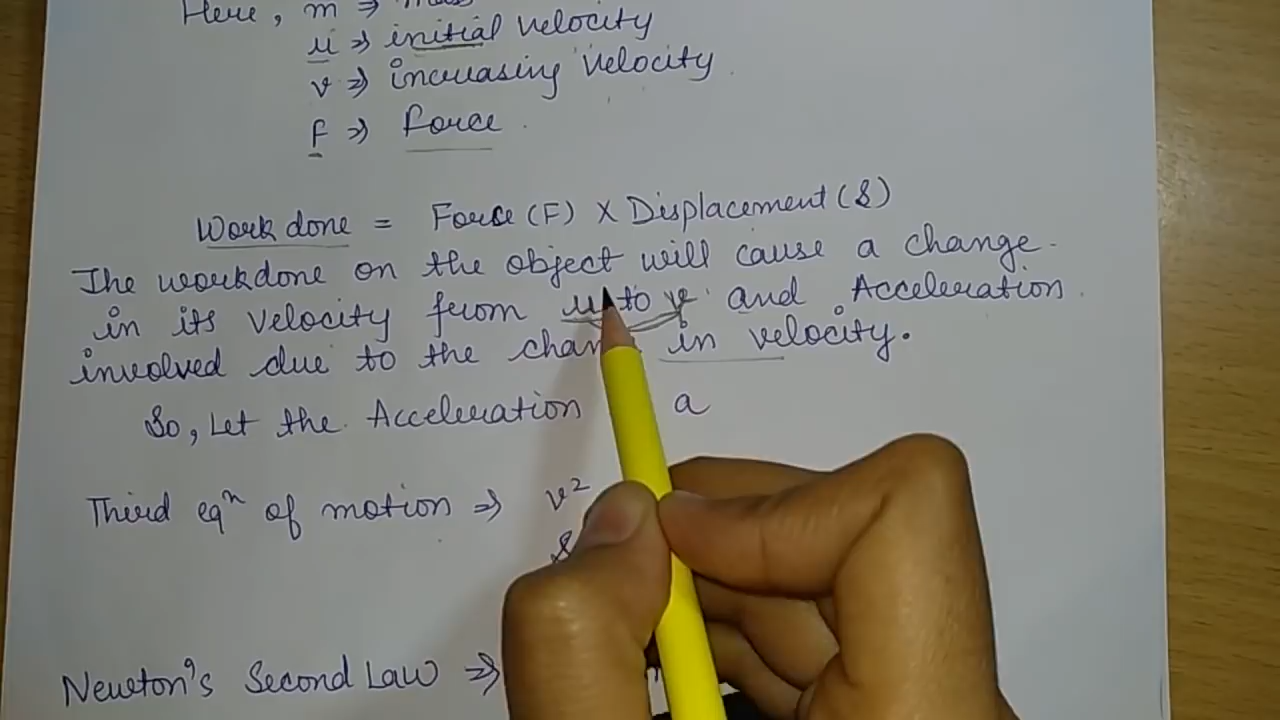 Here, m ⇒ mass
u ⇒ initial velocity
v ⇒ increasing velocity
F ⇒ force
Work done = Force (F) X Displacement (S)
The workdone on the object will cause a change
in its velocity from u to v and Acceleration
involved due to the in velocity.
So, Let the Acceleration a
Third eqⁿ of motion ⇒ v²
S
Newton's Second Law ⇒